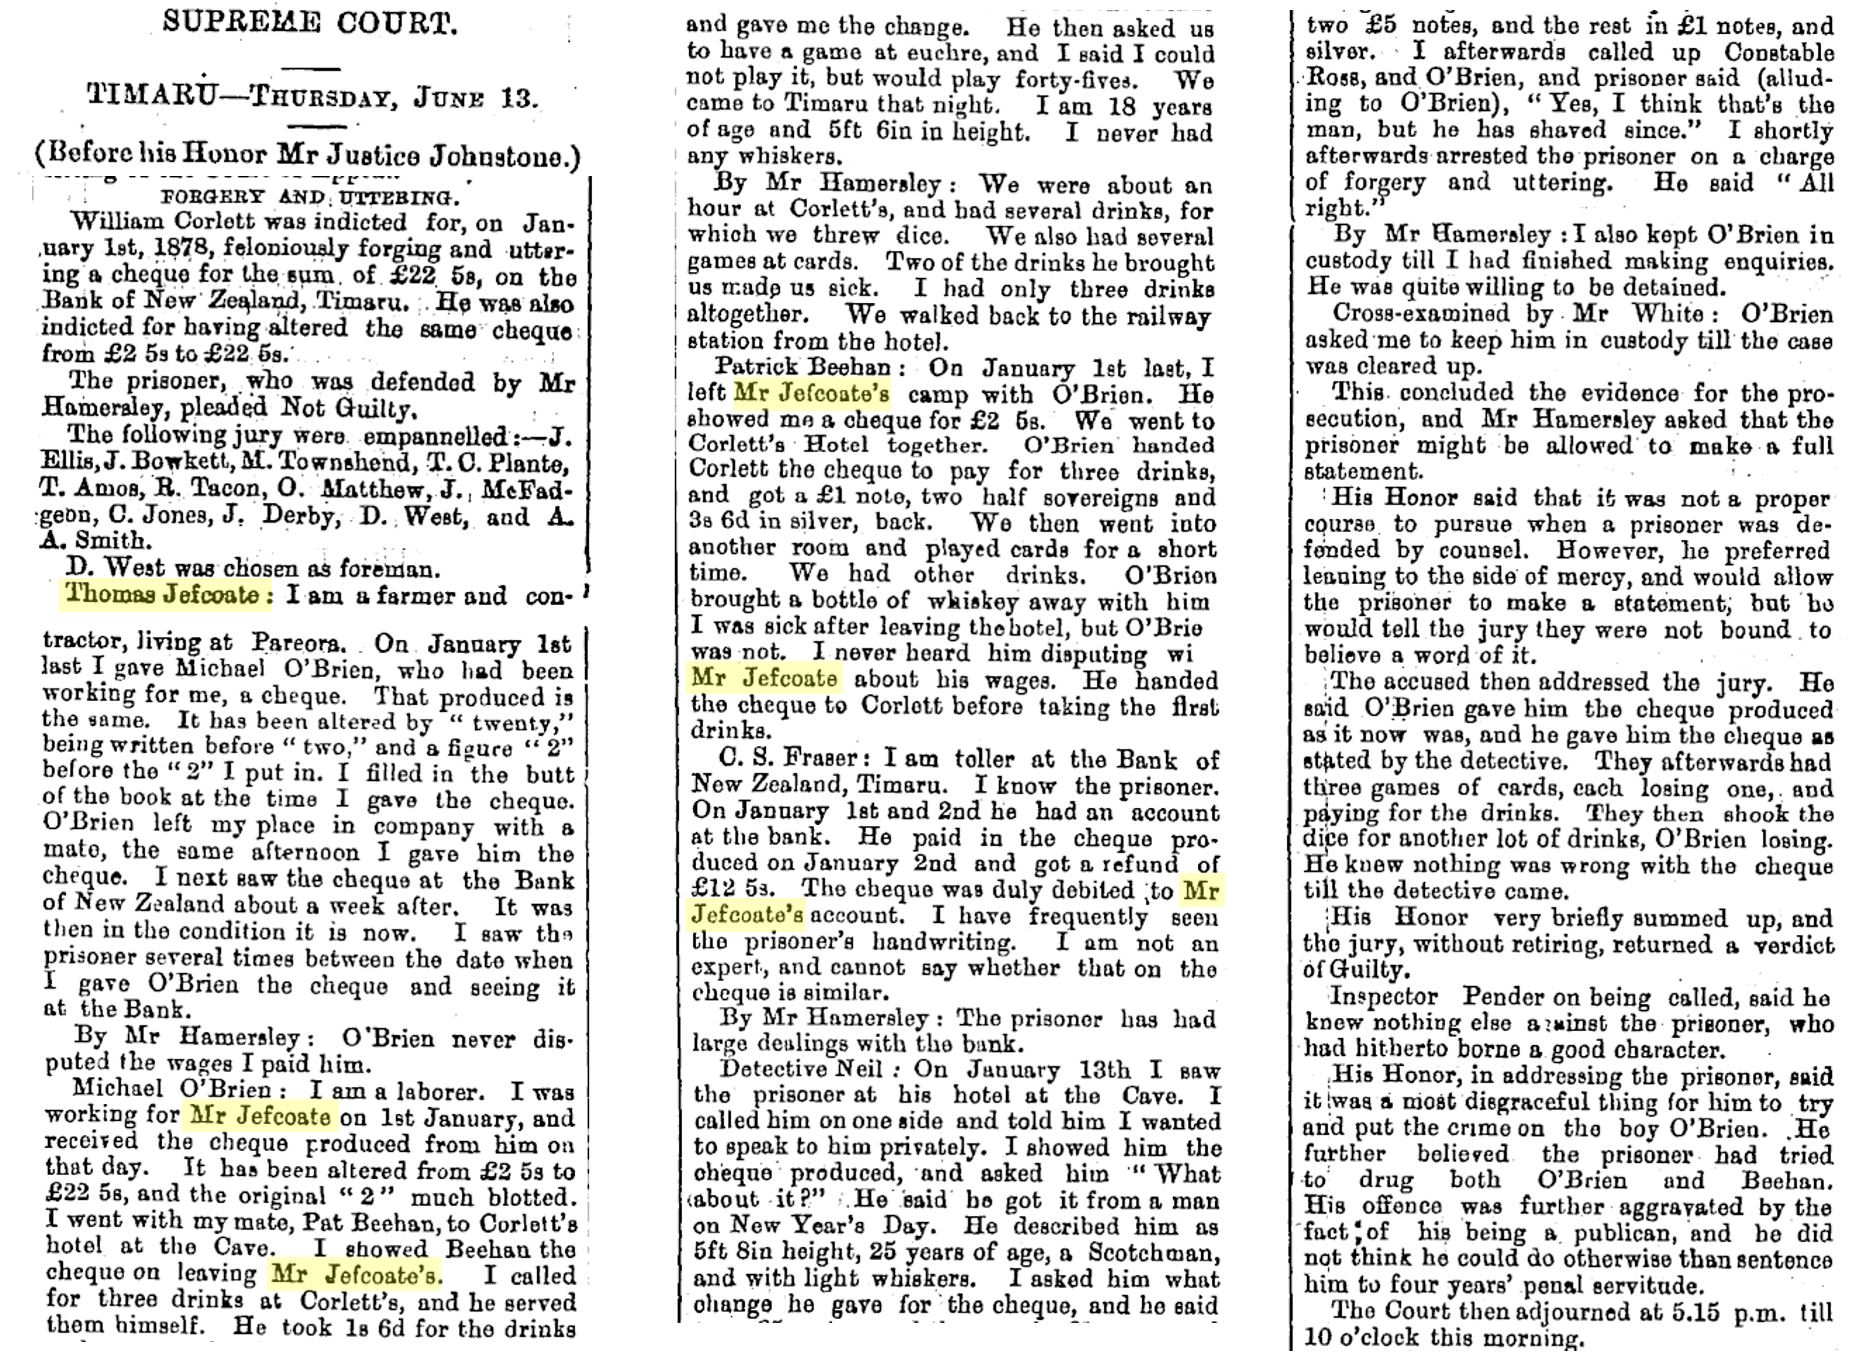 SUPREME COURT.
TIMARU—THURSDAY, JUNE 13.
(Before his Honor Mr Justice Johnstone.)
FORGERY AND UTTERING.
William Corlett was indicted for, on Jan-
uary 1st, 1878, feloniously forging and utter-
ing a cheque for the sum of £22 5s, on the
Bank of New Zealand, Timaru. He was also
indicted for having altered the same cheque
from £2 5s to £22 5s.
The prisoner, who was defended by Mr
Hamersley, pleaded Not Guilty.
The following jury were empannelled:—J.
Ellis, J. Bowkett, M. Townshend, T. C. Plante,
T. Amos, R. Tacon, O. Matthew, J. McFad-
geon, C. Jones, J. Derby, D. West, and A.
A. Smith.
D. West was chosen as foreman.
Thomas Jefcoate: I am a farmer and con-
tractor, living at Pareora. On January 1st
last I gave Michael O'Brien, who had been
working for me, a cheque. That produced is
the same. It has been altered by "twenty,"
being written before "two," and a figure "2"
before the "2" I put in. I filled in the butt
of the book at the time I gave the cheque.
O'Brien left my place in company with a
mate, the same afternoon I gave him the
cheque. I next saw the cheque at the Bank
of New Zealand about a week after. It was
then in the condition it is now. I saw the
prisoner several times between the date when
I gave O'Brien the cheque and seeing it
at the Bank.
By Mr Hamersley: O'Brien never dis-
puted the wages I paid him.
Michael O'Brien: I am a laborer. I was
working for Mr Jefcoate on 1st January, and
received the cheque produced from him on
that day. It has been altered from £2 5s to
£22 5s, and the original "2" much blotted.
I went with my mate, Pat Beehan, to Corlett's
hotel at the Cave. I showed Beehan the
cheque on leaving Mr Jefcoate's. I called
for three drinks at Corlett's, and he served
them himself. He took 1s 6d for the drinks
and gave me the change. He then asked us
to have a game at euchre, and I said I could
not play it, but would play forty-fives. We
came to Timaru that night. I am 18 years
of age and 5ft 6in in height. I never had
any whiskers.
By Mr Hamersley: We were about an
hour at Corlett's, and had several drinks, for
which we threw dice. We also had several
games at cards. Two of the drinks he brought
us made us sick. I had only three drinks
altogether. We walked back to the railway
station from the hotel.
Patrick Beehan: On January 1st last, I
left Mr Jefcoate's camp with O'Brien. He
showed me a cheque for £2 5s. We went to
Corlett's Hotel together. O'Brien handed
Corlett the cheque to pay for three drinks,
and got a £1 note, two half sovereigns and
3s 6d in silver, back. We then went into
another room and played cards for a short
time. We had other drinks. O'Brien
brought a bottle of whiskey away with him
I was sick after leaving the hotel, but O'Brie
was not. I never heard him disputing wi
Mr Jefcoate about his wages. He handed
the cheque to Corlett before taking the first
drinks.
C. S. Fraser: I am teller at the Bank of
New Zealand, Timaru. I know the prisoner.
On January 1st and 2nd he had an account
at the bank. He paid in the cheque pro-
duced on January 2nd and got a refund of
£12 5s. The cheque was duly debited to Mr
Jefcoate's account. I have frequently seen
the prisoner's handwriting. I am not an
expert, and cannot say whether that on the
cheque is similar.
By Mr Hamersley: The prisoner has had
large dealings with the bank.
Detective Neil: On January 13th I saw
the prisoner at his hotel at the Cave. I
called him on one side and told him I wanted
to speak to him privately. I showed him the
cheque produced, and asked him "What
about it?" He said he got it from a man
on New Year's Day. He described him as
5ft 8in height, 25 years of age, a Scotchman,
and with light whiskers. I asked him what
change he gave for the cheque, and he said
two £5 notes, and the rest in £1 notes, and
silver. I afterwards called up Constable
Ross, and O'Brien, and prisoner said (allud-
ing to O'Brien), "Yes, I think that's the
man, but he has shaved since." I shortly
afterwards arrested the prisoner on a charge
of forgery and uttering. He said "All
right."
By Mr Hamersley: I also kept O'Brien in
custody till I had finished making enquiries.
He was quite willing to be detained.
Cross-examined by Mr White: O'Brien
asked me to keep him in custody till the case
was cleared up.
This concluded the evidence for the pro-
secution, and Mr Hamersley asked that the
prisoner might be allowed to make a full
statement.
His Honor said that it was not a proper
course to pursue when a prisoner was de-
fended by counsel. However, he preferred
leaning to the side of mercy, and would allow
the prisoner to make a statement, but he
would tell the jury they were not bound to
believe a word of it.
The accused then addressed the jury. He
said O'Brien gave him the cheque produced
as it now was, and he gave him the cheque as
stated by the detective. They afterwards had
three games of cards, each losing one, and
paying for the drinks. They then shook the
dice for another lot of drinks, O'Brien losing.
He knew nothing was wrong with the cheque
till the detective came.
His Honor very briefly summed up, and
the jury, without retiring, returned a verdict
of Guilty.
Inspector Pender on being called, said he
knew nothing else against the prisoner, who
had hitherto borne a good character.
His Honor, in addressing the prisoner, said
it was a most disgraceful thing for him to try
and put the crime on the boy O'Brien. He
further believed the prisoner had tried
to drug both O'Brien and Beehan.
His offence was further aggravated by the
fact of his being a publican, and he did
not think he could do otherwise than sentence
him to four years' penal servitude.
The Court then adjourned at 5.15 p.m. till
10 o'clock this morning.